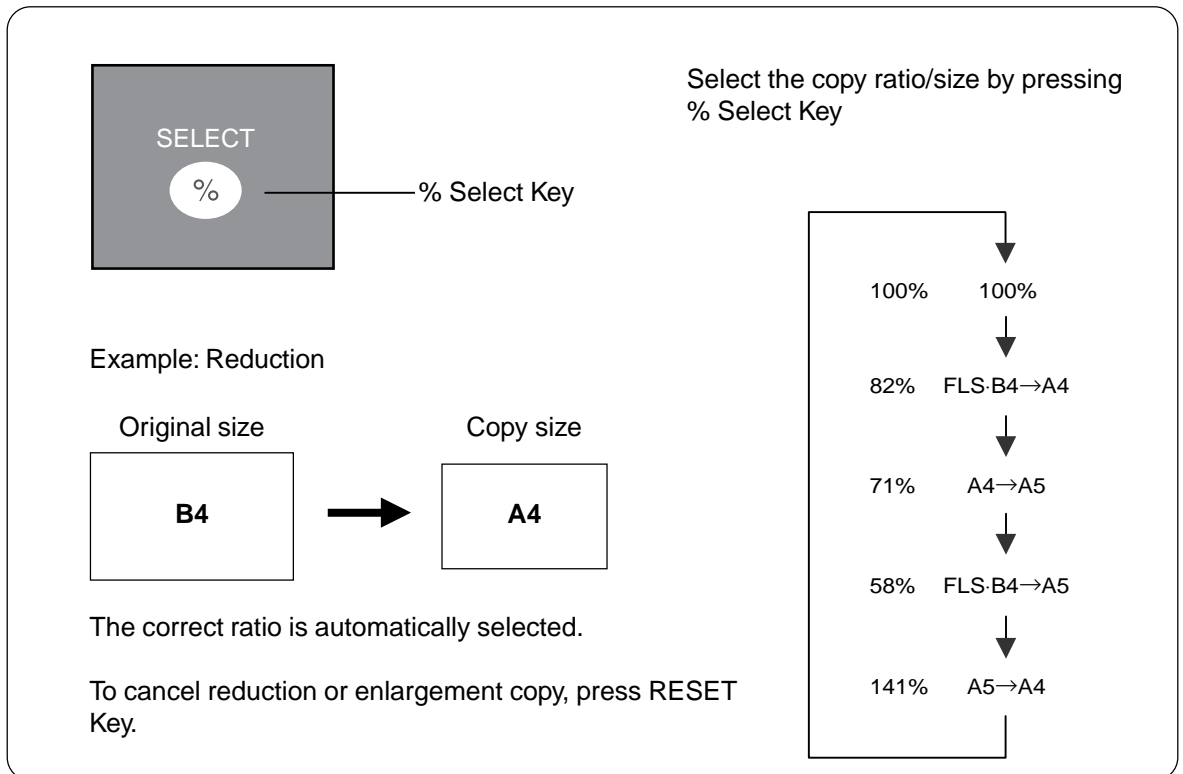 SELECT
%
% Select Key
Example: Reduction
Original size
Copy size
B4
A4
The correct ratio is automatically selected.
To cancel reduction or enlargement copy, press RESET
Key.
Select the copy ratio/size by pressing
% Select Key
100% 100%
82% FLS·B4→A4
71% A4→A5
58% FLS·B4→A5
141% A5→A4